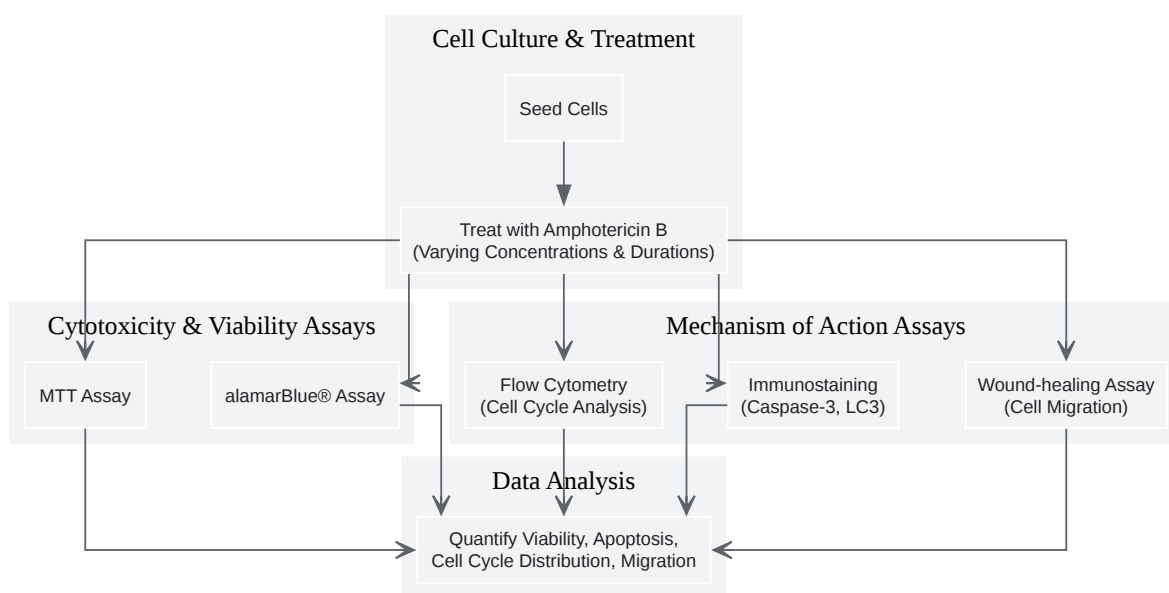 Cell Culture & Treatment
Seed Cells
Treat with Amphotericin B
(Varying Concentrations & Durations)
Cytotoxicity & Viability Assays
Mechanism of Action Assays
MTT Assay
alamarBlue® Assay
Flow Cytometry
(Cell Cycle Analysis)
Immunostaining
(Caspase-3, LC3)
Wound-healing Assay
(Cell Migration)
Data Analysis
Quantify Viability, Apoptosis,
Cell Cycle Distribution, Migration